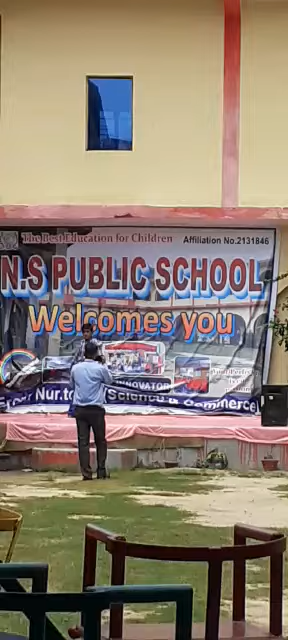 The Best Education for Children
Affiliation No.2131846
N.S PUBLIC SCHOOL
Welcomes you
INNOVATOR
Nur.to
(Science & Commerce)